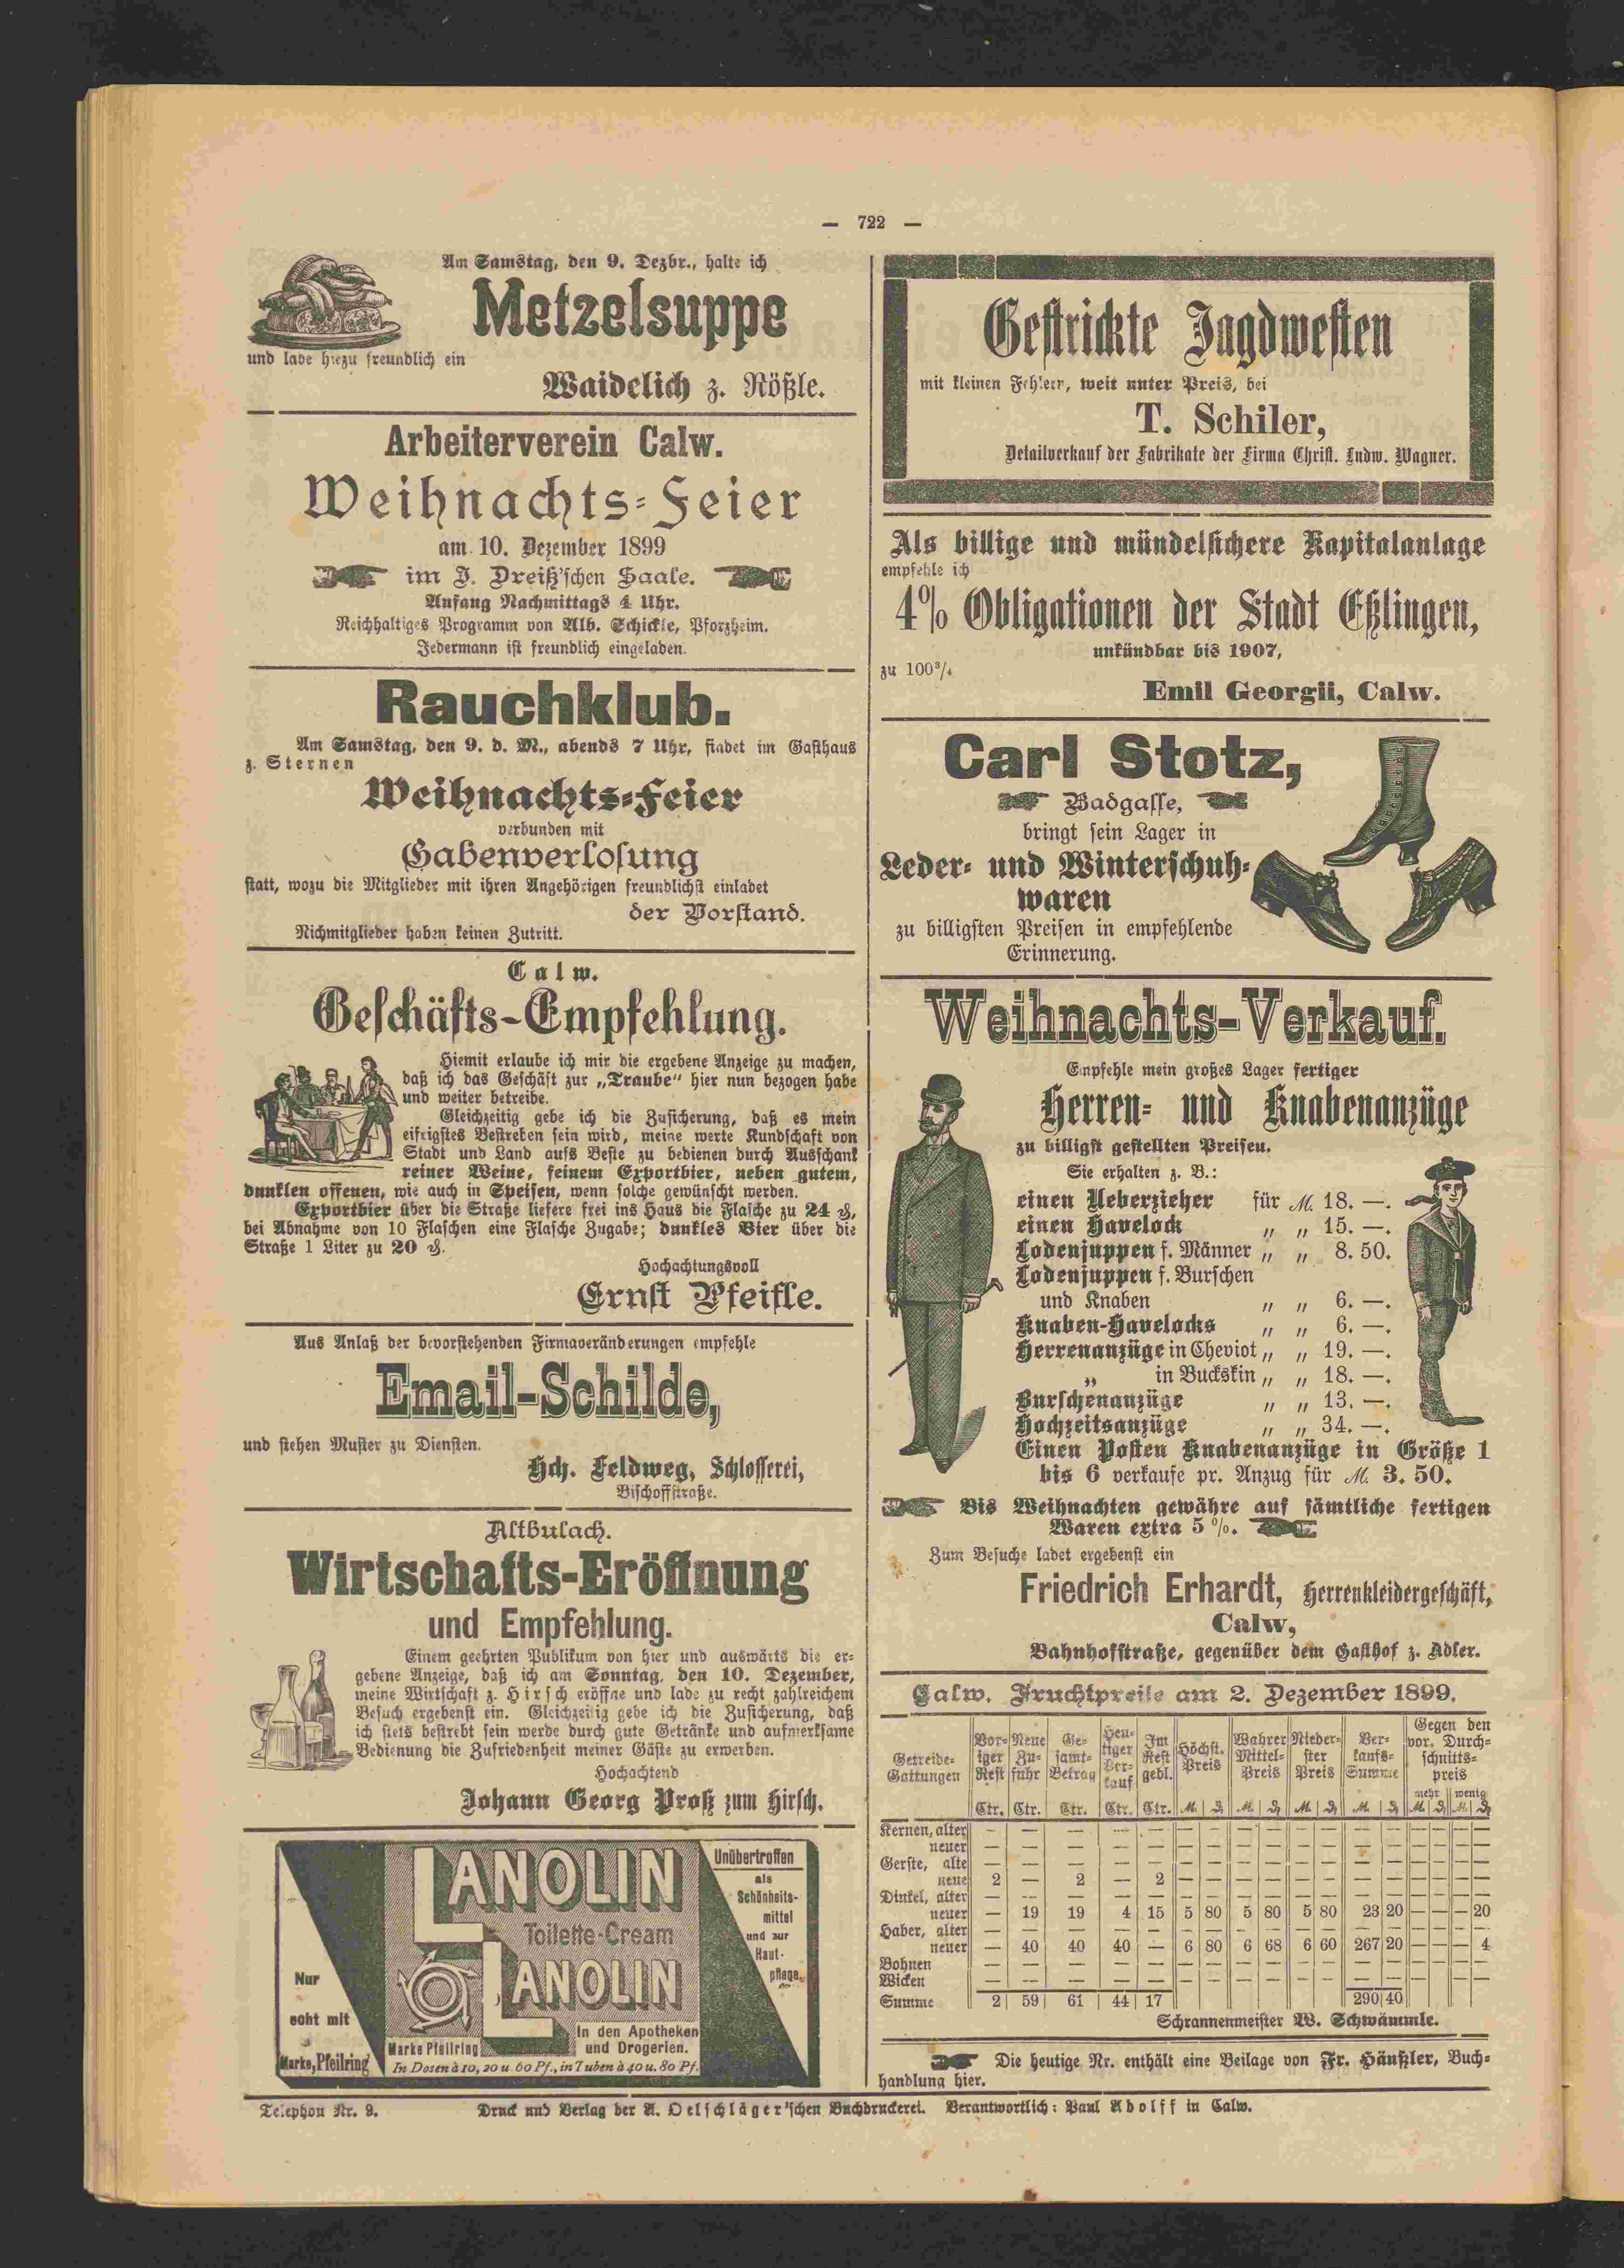 — 722 —
Am Samstag, den 9. Dezbr., halte ich
Metzelsuppe
und lade hiezu freundlich ein
Waidelich z. Rößle.
Arbeiterverein Calw.
Weihnachts-Feier
am 10. Dezember 1899
im J. Dreiß'schen Saale.
Anfang Nachmittags 4 Uhr.
Reichhaltiges Programm von Alb. Schickle, Pforzheim.
Jedermann ist freundlich eingeladen.
Rauchklub.
Am Samstag, den 9. d. M., abends 7 Uhr, findet im Gasthaus
z. Sternen
Weihnachts-Feier
verbunden mit
Gabenverlosung
statt, wozu die Mitglieder mit ihren Angehörigen freundlichst einladet
der Vorstand.
Nichmitglieder haben keinen Zutritt.
Calw.
Geschäfts-Empfehlung.
Hiemit erlaube ich mir die ergebene Anzeige zu machen,
daß ich das Geschäft zur „Traube“ hier nun bezogen habe
und weiter betreibe.
Gleichzeitig gebe ich die Zusicherung, daß es mein
eifrigstes Bestreben sein wird, meine werte Kundschaft von
Stadt und Land aufs Beste zu bedienen durch Ausschank
reiner Weine, feinem Exportbier, neben gutem,
dunklen offenen, wie auch in Speisen, wenn solche gewünscht werden.
Exportbier über die Straße liefere frei ins Haus die Flasche zu 24 ₰,
bei Abnahme von 10 Flaschen eine Flasche Zugabe; dunkles Bier über die
Straße 1 Liter zu 20 ₰.
Hochachtungsvoll
Ernst Pfeifle.
Aus Anlaß der bevorstehenden Firmaveränderungen empfehle
Email-Schilde,
und stehen Muster zu Diensten.
Hch. Feldweg, Schlosserei,
Bischoffstraße.
Altbulach.
Wirtschafts-Eröffnung
und Empfehlung.
Einem geehrten Publikum von hier und auswärts die er-
gebene Anzeige, daß ich am Sonntag, den 10. Dezember,
meine Wirtschaft z. Hirsch eröffne und lade zu recht zahlreichem
Besuch ergebenst ein. Gleichzeitig gebe ich die Zusicherung, daß
ich stets bestrebt sein werde durch gute Getränke und aufmerksame
Bedienung die Zufriedenheit meiner Gäste zu erwerben.
Hochachtend
Johann Georg Proß zum Hirsch.
LANOLIN
Toilette-Cream
LANOLIN
Unübertroffen
als
Schönheits-
mittel
und zur
Haut-
pflege.
Nur
echt mit
Marke „Pfeilring
Marke Pfeilring
In den Apotheken
und Drogerien.
In Dosen à 10, 20 u. 60 Pf., in Tuben à 40 u. 80 Pf.
Gestrickte Jagdwesten
mit kleinen Fehlern, weit unter Preis, bei
T. Schiler,
Detailverkauf der Fabrikate der Firma Christ. Ludw. Wagner.
Als billige und mündelsichere Kapitalanlage
empfehle ich
4% Obligationen der Stadt Eßlingen,
unkündbar bis 1907,
zu 100³/₄
Emil Georgii, Calw.
Carl Stotz,
Badgasse,
bringt sein Lager in
Leder- und Winterschuh-
waren
zu billigsten Preisen in empfehlende
Erinnerung.
Weihnachts-Verkauf.
Empfehle mein großes Lager fertiger
Herren- und Knabenanzüge
zu billigst gestellten Preisen.
Sie erhalten z. B.:
einen Ueberzieher für M. 18. —.
einen Havelock „ „ 15. —.
Lodenjuppen f. Männer „ „ 8. 50.
Lodenjuppen f. Burschen
und Knaben „ „ 6. —.
Knaben-Havelocks „ „ 6. —.
Herrenanzüge in Cheviot „ „ 19. —.
„ in Buckskin „ „ 18. —.
Burschenanzüge „ „ 13. —.
Hochzeitsanzüge „ „ 34. —.
Einen Posten Knabenanzüge in Größe 1
bis 6 verkaufe pr. Anzug für M. 3. 50.
Bis Weihnachten gewähre auf sämtliche fertigen
Waren extra 5 %.
Zum Besuche ladet ergebenst ein
Friedrich Erhardt, Herrenkleidergeschäft,
Calw,
Bahnhofstraße, gegenüber dem Gasthof z. Adler.
Calw. Fruchtpreise am 2. Dezember 1899.
Getreide-Gattungen | Voriger Rest | Neue Zufuhr | Gesamt-Betrag | Heutiger Verkauf | Im Rest gebl. | Höchst. Preis | Wahrer Mittel-Preis | Niederster Preis | Verkaufs-Summe | Gegen den vor. Durchschnittspreis mehr | wenig
Ctr. | Ctr. | Ctr. | Ctr. | Ctr. | M. ₰ | M. ₰ | M. ₰ | M. ₰ | M. ₰ | M. ₰
Kernen, alter — — — — — — — — — — — — — — — — —
neuer — — — — — — — — — — — — — — — — —
Gerste, alte — — — — — — — — — — — — — — — — —
neue 2 — 2 — 2 — — — — — — — — — — — —
Dinkel, alter — — — — — — — — — — — — — — — — —
neuer — 19 19 4 15 5 80 5 80 5 80 23 20 — — — 20
Haber, alter — — — — — — — — — — — — — — — — —
neuer — 40 40 40 — 6 80 6 68 6 60 267 20 — — — 4
Bohnen — — — — — — — — — — — — — — — — —
Wicken — — — — — — — — — — — — — — — — —
Summe 2 59 61 44 17 290 40
Schrannenmeister W. Schwämmle.
Die heutige Nr. enthält eine Beilage von Fr. Häußler, Buch-
handlung hier.
Telephon Nr. 9. Druck und Verlag der A. Oelschläger'schen Buchdruckerei. Verantwortlich: Paul Adolff in Calw.